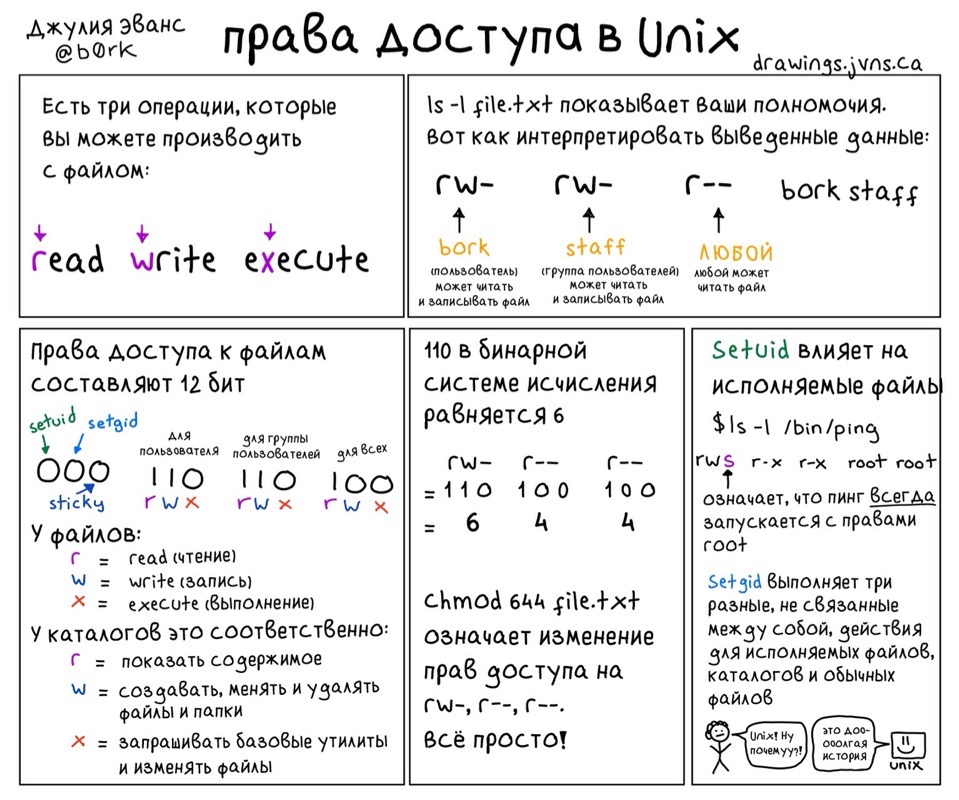 Джулия Эванс
@b0rk
права доступа в Unix
drawings.jvns.ca
Есть три операции, которые
вы можете производить
с файлом:
read write execute
ls -l file.txt показывает ваши полномочия.
Вот как интерпретировать выведенные данные:
rw- rw- r-- bork staff
bork staff ЛЮБОЙ
(пользователь)
может читать
и записывать файл
(группа пользователей)
может читать
и записывать файл
любой может
читать файл
Права доступа к файлам
составляют 12 бит
setuid setgid
для
пользователя
для группы
пользователей
для всех
000 110 110 100
sticky r w x r w x r w x
У файлов:
r = read (чтение)
w = write (запись)
x = execute (выполнение)
У каталогов это соответственно:
r = показать содержимое
w = создавать, менять и удалять
файлы и папки
x = запрашивать базовые утилиты
и изменять файлы
110 в бинарной
системе исчисления
равняется 6
rw- r-- r--
= 110 100 100
= 6 4 4
chmod 644 file.txt
означает изменение
прав доступа на
rw-, r--, r--.
Всё просто!
Setuid влияет на
исполняемые файлы
$ls -l /bin/ping
rws r-x r-x root root
означает, что пинг всегда
запускается с правами
root
Setgid выполняет три
разные, не связанные
между собой, действия
для исполняемых файлов,
каталогов и обычных
файлов
Unix! Ну
почемуу?!
это доо-
ооолгая
история
unix